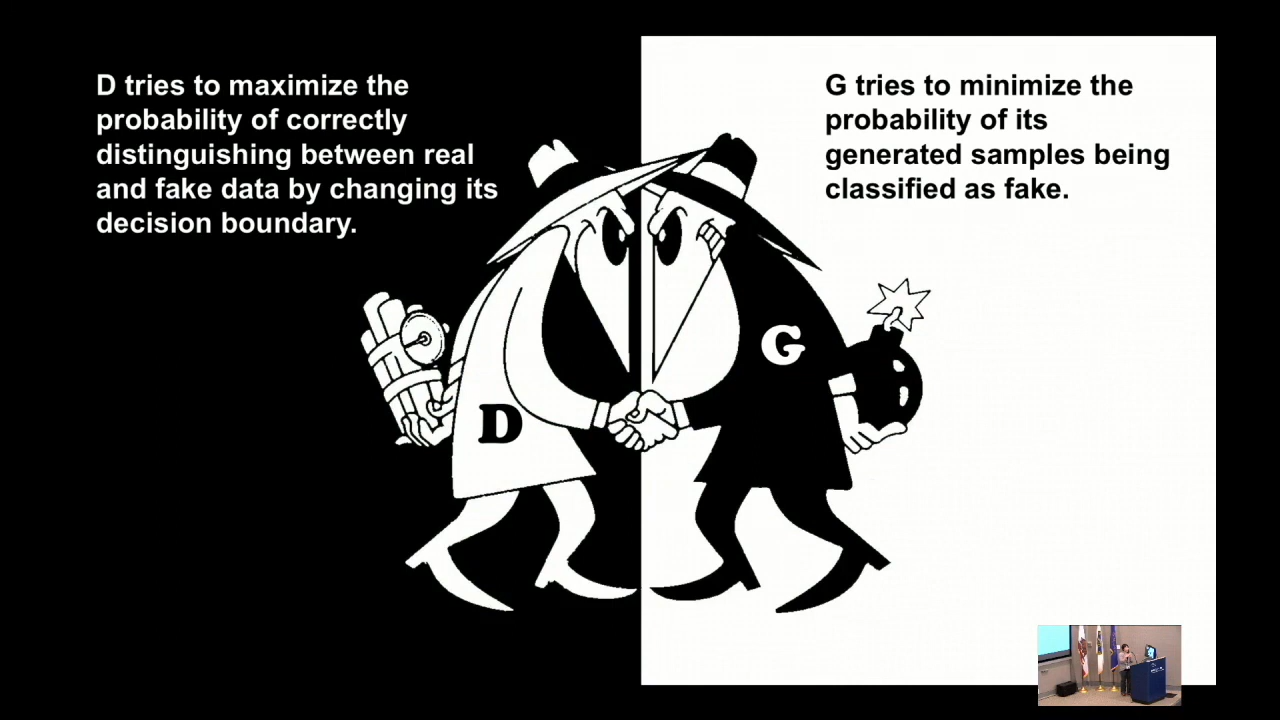 D tries to maximize the
probability of correctly
distinguishing between real
and fake data by changing its
decision boundary.
G tries to minimize the
probability of its
generated samples being
classified as fake.
D
G